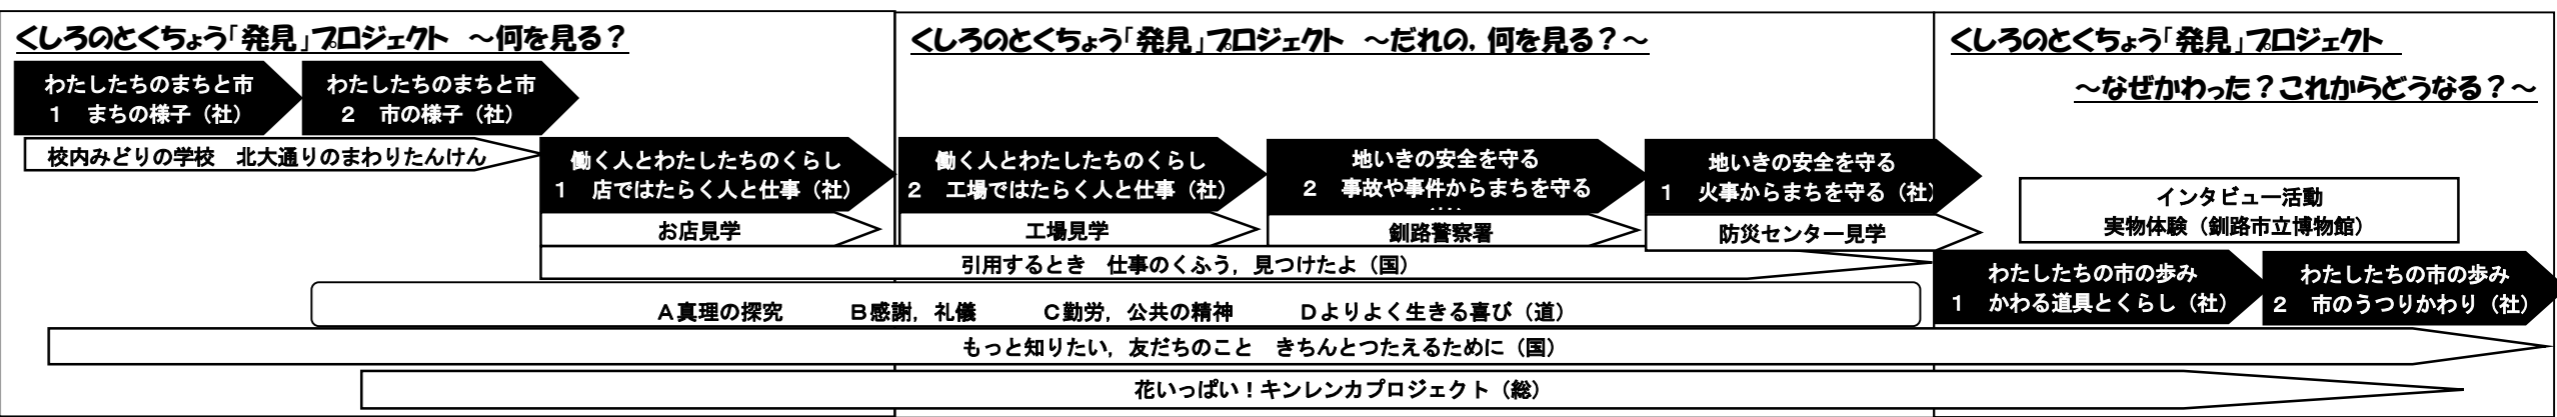 くしろのとくちょう「発見」プロジェクト　～何を見る？
わたしたちのまちと市
１　まちの様子（社）
わたしたちのまちと市
２　市の様子（社）
校内みどりの学校　北大通りのまわりたんけん
働く人とわたしたちのくらし
１　店ではたらく人と仕事（社）
お店見学
くしろのとくちょう「発見」プロジェクト　～だれの，何を見る？～
働く人とわたしたちのくらし
２　工場ではたらく人と仕事（社）
工場見学
地いきの安全を守る
２　事故や事件からまちを守る
釧路警察署
地いきの安全を守る
１　火事からまちを守る（社）
防災センター見学
引用するとき　仕事のくふう，見つけたよ（国）
Ａ真理の探究　　　Ｂ感謝，礼儀　　　Ｃ勤労，公共の精神　　　Ｄよりよく生きる喜び（道）
もっと知りたい，友だちのこと　きちんとつたえるために（国）
花いっぱい！キンレンカプロジェクト（総）
くしろのとくちょう「発見」プロジェクト
～なぜかわった？これからどうなる？～
インタビュー活動
実物体験（釧路市立博物館）
わたしたちの市の歩み
１　かわる道具とくらし（社）
わたしたちの市の歩み
２　市のうつりかわり（社）